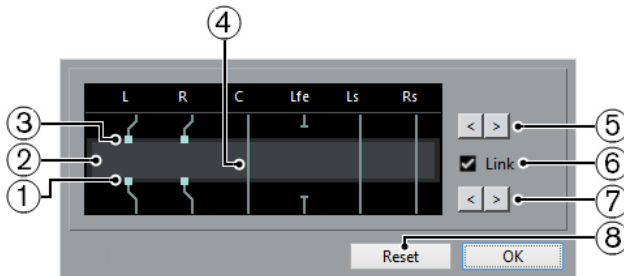 ④
L R C Lfe Ls Rs
③ < > ⑤
② ✓ Link ⑥
① < > ⑦
⑧
Reset OK